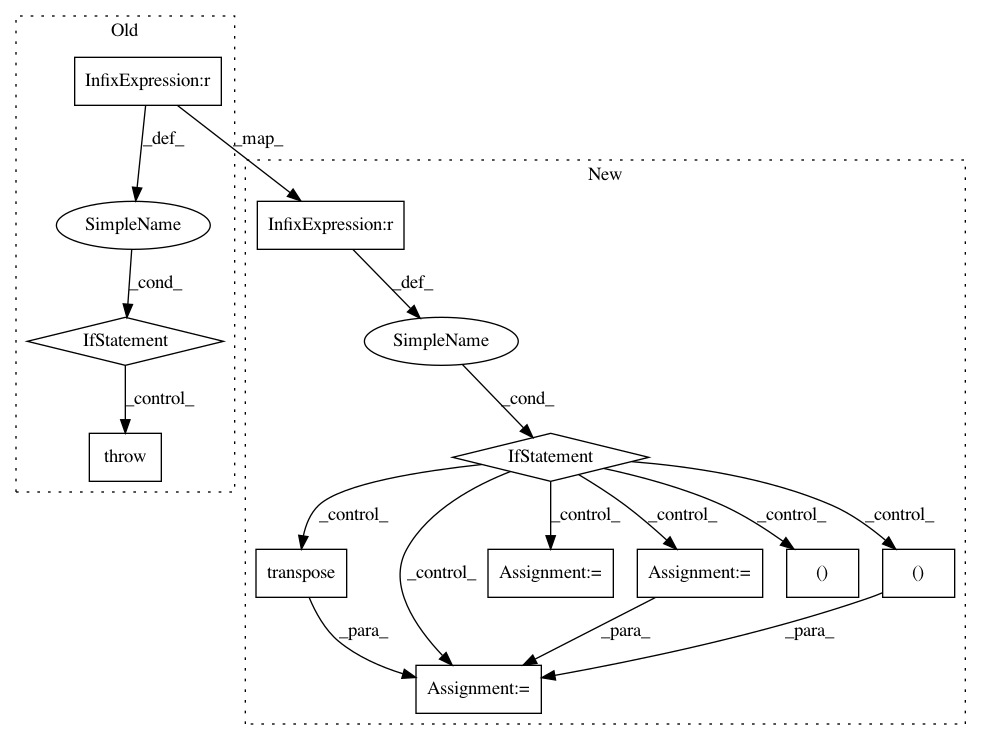 Old
InfixExpression:r
_def_
_map_
New
SimpleName
InfixExpression:r
_cond_
_def_
IfStatement
SimpleName
_control_
_cond_
throw
IfStatement
_control_
_control_
_control_
_control_
_control_
_control_
transpose
Assignment:=
Assignment:=
()
()
_para_
_para_
_para_
Assignment:=